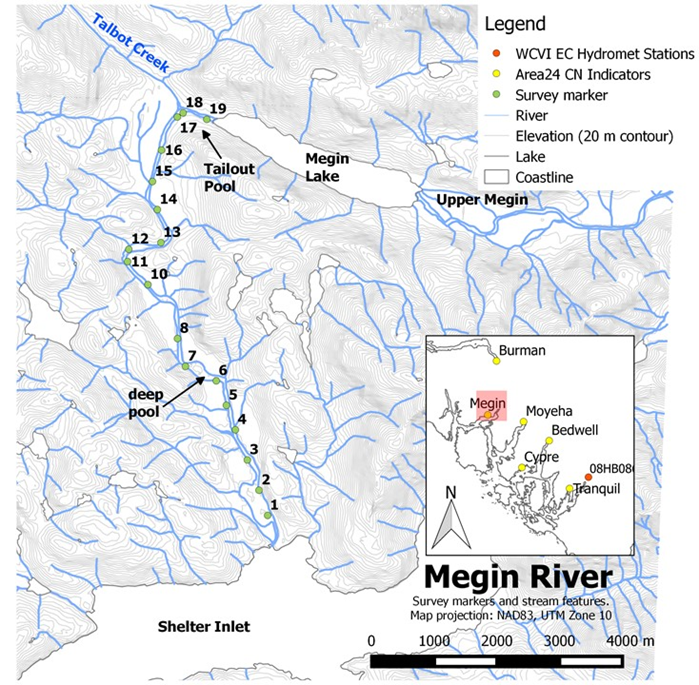 Talbot Creek
18
19
17
16
Tailout
Pool
15
14
13
12
11
10
8
7
6
deep
pool
5
4
3
2
1
Megin
Lake
Upper Megin
Shelter Inlet
Legend
WCVI EC Hydromet Stations
Area24 CN Indicators
Survey marker
River
Elevation (20 m contour)
Lake
Coastline
Burman
Megin
Moyeha
Bedwell
Cypre
Tranquil
N
Megin River
Survey markers and stream features.
Map projection: NAD83, UTM Zone 10
0 1000 2000 3000 4000 m